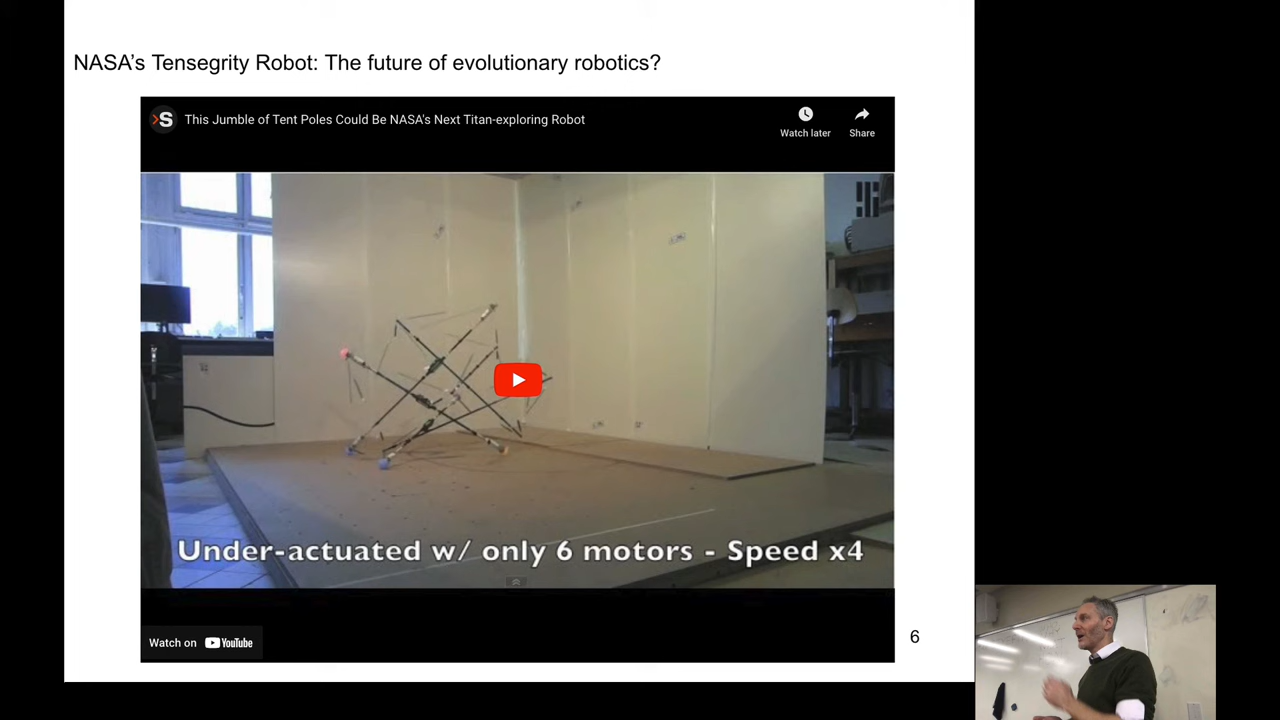 NASA's Tensegrity Robot: The future of evolutionary robotics?
This Jumble of Tent Poles Could Be NASA's Next Titan-exploring Robot
Watch later
Share
Under-actuated w/ only 6 motors - Speed x4
Watch on YouTube
6